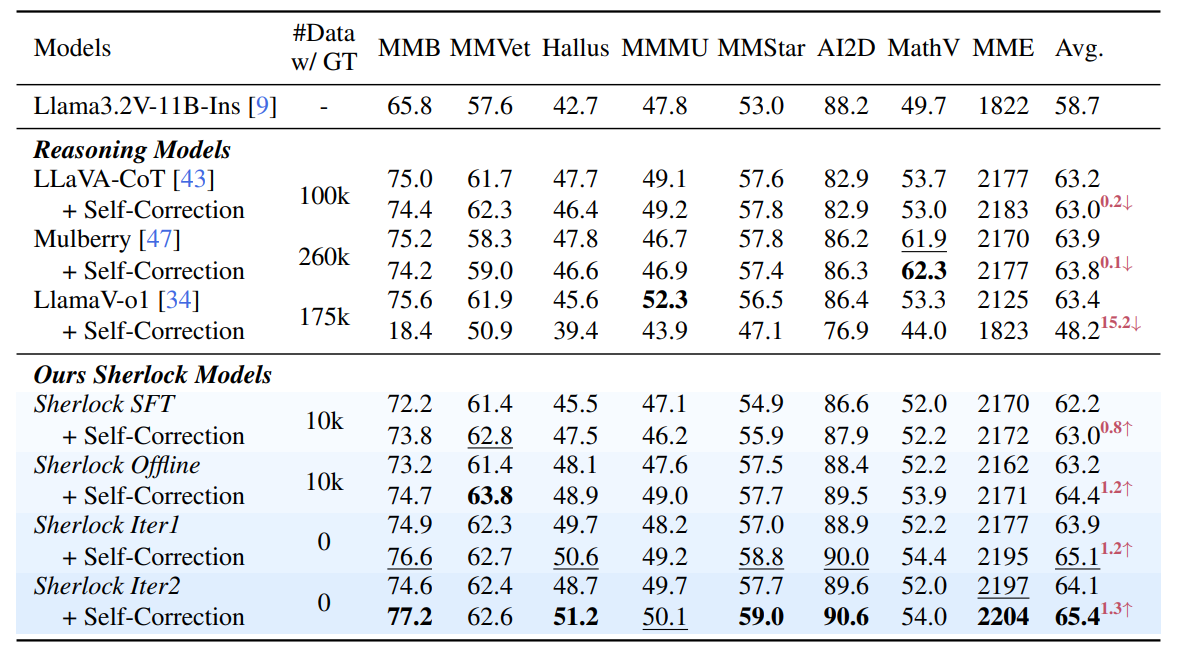 Models #Data w/ GT MMB MMVet Hallus MMMU MMStar AI2D MathV MME Avg.
Llama3.2V-11B-Ins [9] - 65.8 57.6 42.7 47.8 53.0 88.2 49.7 1822 58.7
Reasoning Models
LLaVA-CoT [43] 100k 75.0 61.7 47.7 49.1 57.6 82.9 53.7 2177 63.2
+ Self-Correction 74.4 62.3 46.4 49.2 57.8 82.9 53.0 2183 63.0 0.2↓
Mulberry [47] 260k 75.2 58.3 47.8 46.7 57.8 86.2 61.9 2170 63.9
+ Self-Correction 74.2 59.0 46.6 46.9 57.4 86.3 62.3 2177 63.8 0.1↓
LlamaV-o1 [34] 175k 75.6 61.9 45.6 52.3 56.5 86.4 53.3 2125 63.4
+ Self-Correction 18.4 50.9 39.4 43.9 47.1 76.9 44.0 1823 48.2 15.2↓
Ours Sherlock Models
Sherlock SFT 10k 72.2 61.4 45.5 47.1 54.9 86.6 52.0 2170 62.2
+ Self-Correction 73.8 62.8 47.5 46.2 55.9 87.9 52.2 2172 63.0 0.8↑
Sherlock Offline 10k 73.2 61.4 48.1 47.6 57.5 88.4 52.2 2162 63.2
+ Self-Correction 74.7 63.8 48.9 49.0 57.7 89.5 53.9 2171 64.4 1.2↑
Sherlock Iter1 0 74.9 62.3 49.7 48.2 57.0 88.9 52.2 2177 63.9
+ Self-Correction 76.6 62.7 50.6 49.2 58.8 90.0 54.4 2195 65.1 1.2↑
Sherlock Iter2 0 74.6 62.4 48.7 49.7 57.7 89.6 52.0 2197 64.1
+ Self-Correction 77.2 62.6 51.2 50.1 59.0 90.6 54.0 2204 65.4 1.3↑